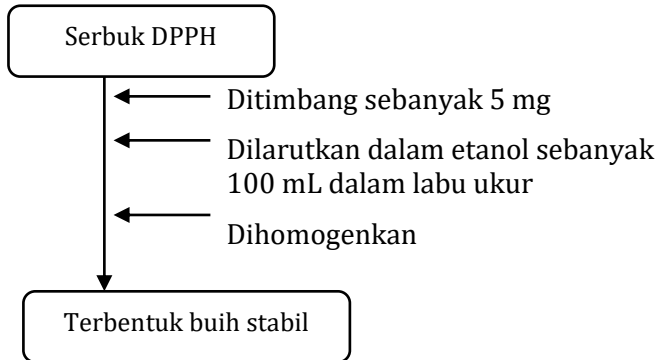 Serbuk DPPH
Ditimbang sebanyak 5 mg
Dilarutkan dalam etanol sebanyak
100 mL dalam labu ukur
Dihomogenkan
Terbentuk buih stabil